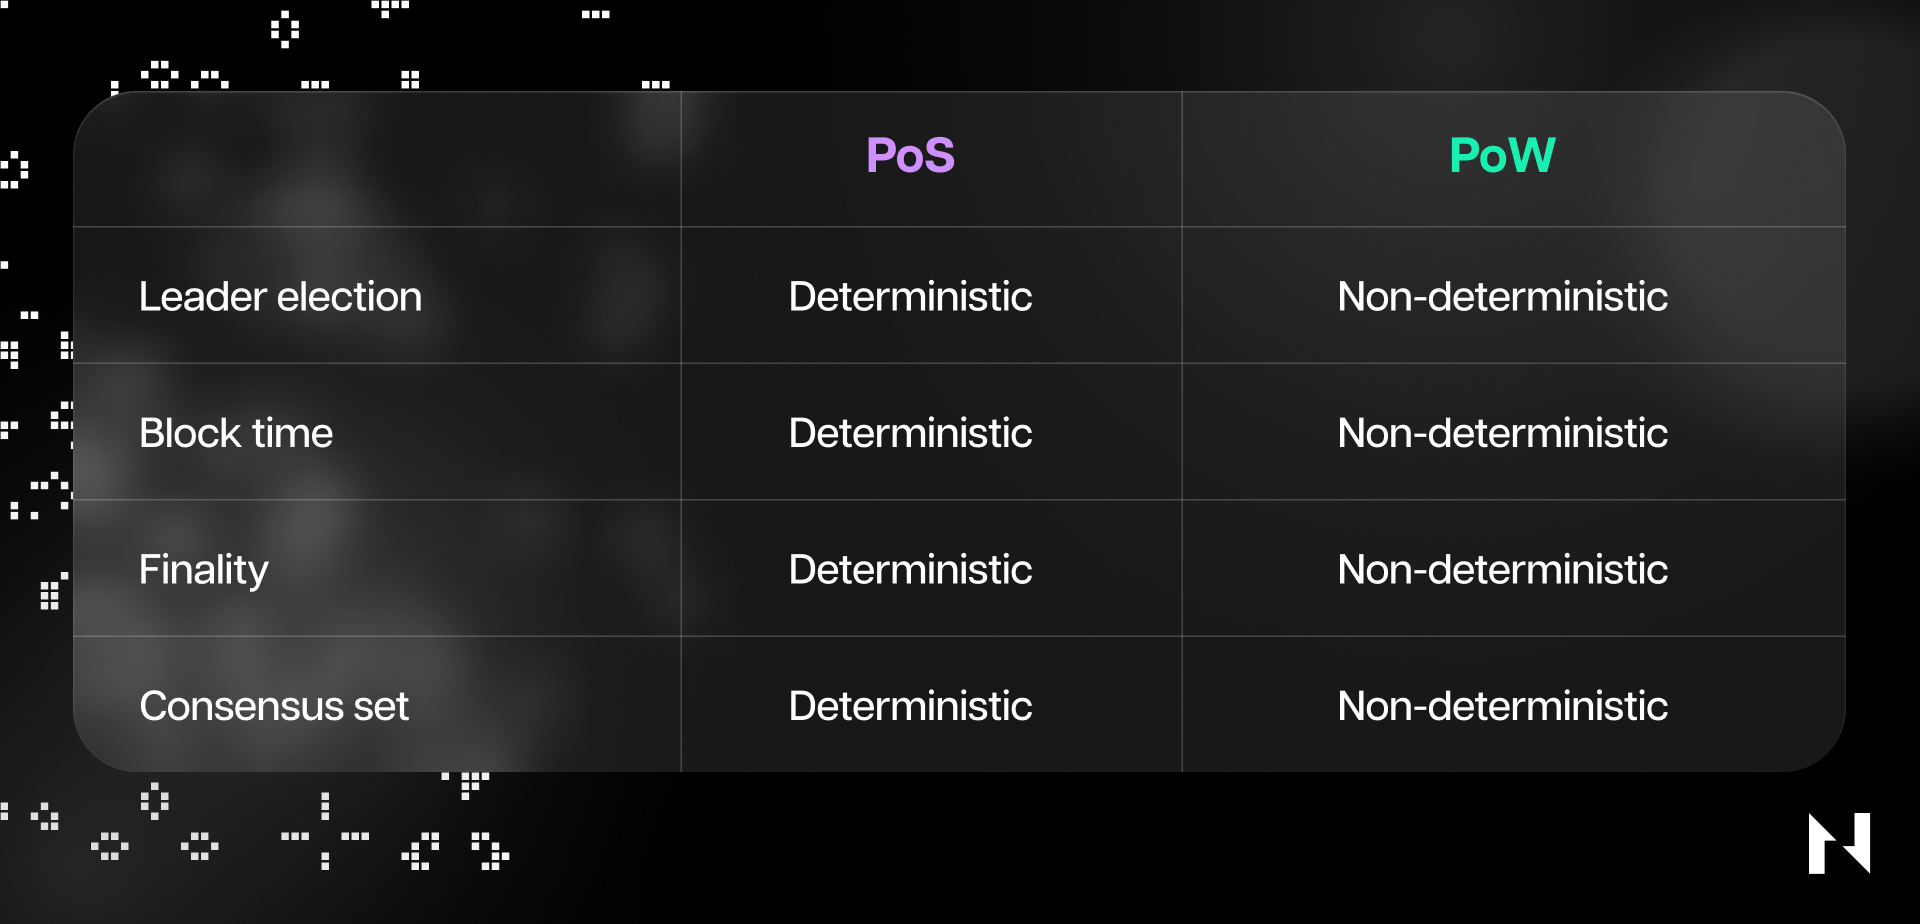 PoS PoW
Leader election Deterministic Non-deterministic
Block time Deterministic Non-deterministic
Finality Deterministic Non-deterministic
Consensus set Deterministic Non-deterministic